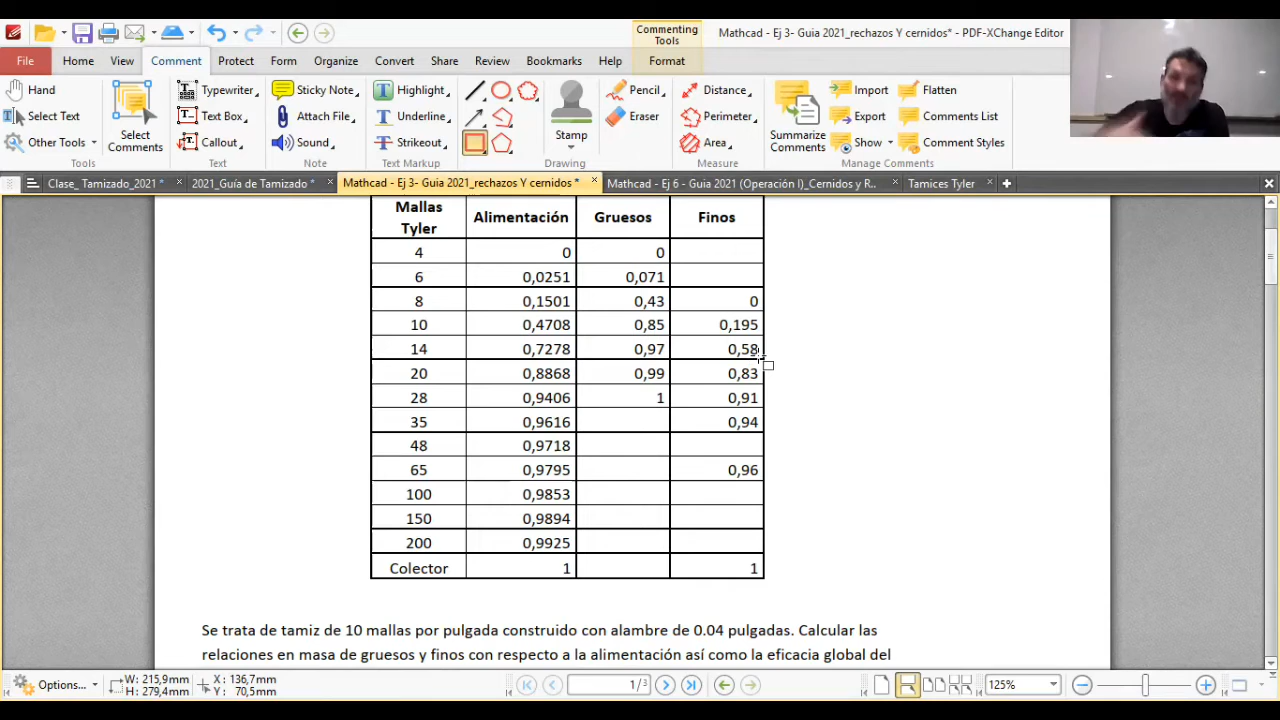 Commenting Tools
Mathcad - Ej 3- Guia 2021_rechazos Y cernidos* - PDF-XChange Editor
File Home View Comment Protect Form Organize Convert Share Review Bookmarks Help Format
Hand Typewriter Sticky Note Highlight Pencil Distance Import Flatten
Select Text Text Box Attach File Underline Eraser Perimeter Export Comments List
Other Tools Select Comments Callout Sound Strikeout Stamp Area Summarize Comments Show Comment Styles
Tools Text Note Text Markup Drawing Measure Manage Comments
Clase_ Tamizado_2021 * 2021_Guía de Tamizado * Mathcad - Ej 3- Guia 2021_rechazos Y cernidos * Mathcad - Ej 6 - Guia 2021 (Operación I)_Cernidos y R.. Tamices Tyler
Mallas Tyler Alimentación Gruesos Finos
4 0 0
6 0,0251 0,071
8 0,1501 0,43 0
10 0,4708 0,85 0,195
14 0,7278 0,97 0,58
20 0,8868 0,99 0,83
28 0,9406 1 0,91
35 0,9616 0,94
48 0,9718
65 0,9795 0,96
100 0,9853
150 0,9894
200 0,9925
Colector 1 1
Se trata de tamiz de 10 mallas por pulgada construido con alambre de 0.04 pulgadas. Calcular las
relaciones en masa de gruesos y finos con respecto a la alimentación así como la eficacia global del
Options... W: 215,9mm X: 136,7mm 1/3 125%
H: 279,4mm Y: 70,5mm